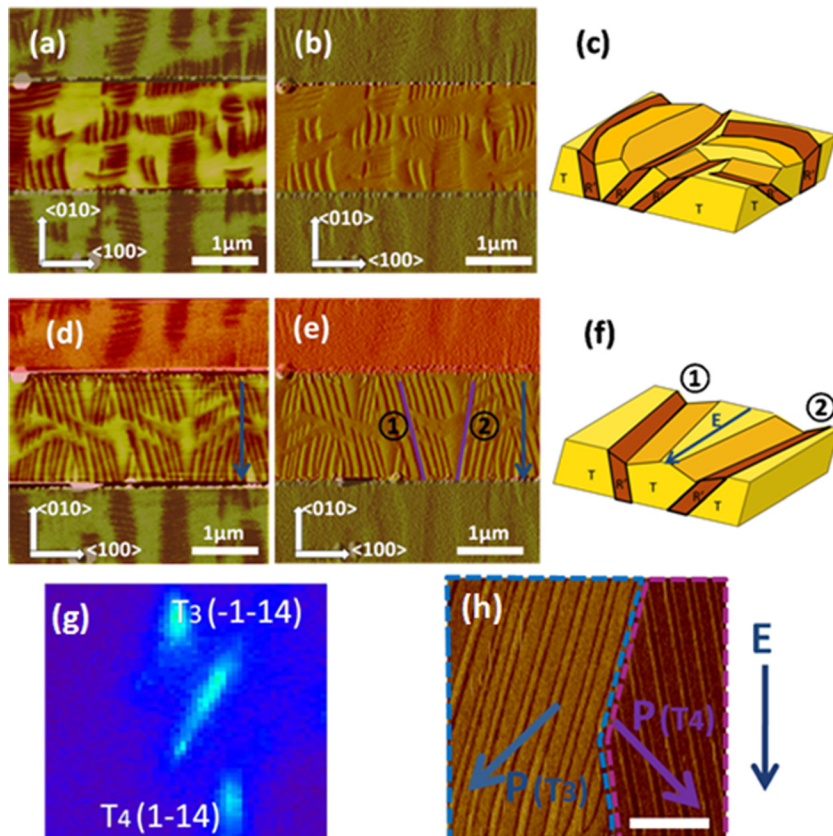 (a)
<010>
<100>
1μm
(b)
<010>
<100>
1μm
(c)
T
R'
R'
R'
T
R'
T
R'
(d)
<010>
<100>
1μm
(e)
①
②
<010>
<100>
1μm
(f)
①
②
E
T
R'
T
R'
T
(g)
T3 (-1-14)
T4 (1-14)
(h)
P(T3)
P(T4)
E